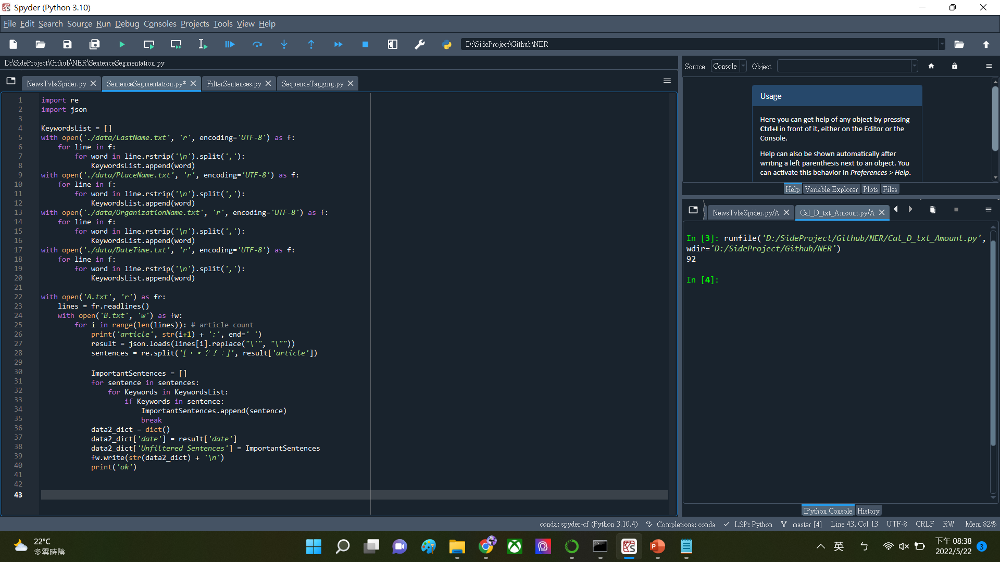 Spyder (Python 3.10)
File Edit Search Source Run Debug Consoles Projects Tools View Help
D:\SideProject\Github\NER
D:\SideProject\Github\NER\SentenceSegmentation.py
NewsTvbsSpider.py SentenceSegmentation.py* FilterSentences.py SequenceTagging.py
1 import re
2 import json
3
4 KeywordsList = []
5 with open('./data/LastName.txt', 'r', encoding='UTF-8') as f:
6 for line in f:
7 for word in line.rstrip('\n').split(','):
8 KeywordsList.append(word)
9 with open('./data/PlaceName.txt', 'r', encoding='UTF-8') as f:
10 for line in f:
11 for word in line.rstrip('\n').split(','):
12 KeywordsList.append(word)
13 with open('./data/OrganizationName.txt', 'r', encoding='UTF-8') as f:
14 for line in f:
15 for word in line.rstrip('\n').split(','):
16 KeywordsList.append(word)
17 with open('./data/DateTime.txt', 'r', encoding='UTF-8') as f:
18 for line in f:
19 for word in line.rstrip('\n').split(','):
20 KeywordsList.append(word)
21
22 with open('A.txt', 'r') as fr:
23 lines = fr.readlines()
24 with open('B.txt', 'w') as fw:
25 for i in range(len(lines)): # article count
26 print('article', str(i+1) + ':', end=' ')
27 result = json.loads(lines[i].replace("\'", "\""))
28 sentences = re.split('[，。？！；]', result['article'])
29
30 ImportantSentences = []
31 for sentence in sentences:
32 for Keywords in KeywordsList:
33 if Keywords in sentence:
34 ImportantSentences.append(sentence)
35 break
36 data2_dict = dict()
37 data2_dict['date'] = result['date']
38 data2_dict['Unfiltered Sentences'] = ImportantSentences
39 fw.write(str(data2_dict) + '\n')
40 print('ok')
41
42
43
Source Console Object
Usage
Here you can get help of any object by pressing
Ctrl+I in front of it, either on the Editor or the
Console.
Help can also be shown automatically after
writing a left parenthesis next to an object. You
can activate this behavior in Preferences > Help.
Help Variable Explorer Plots Files
NewsTvbsSpider.py/A Cal_D_txt_Amount.py/A
In [3]: runfile('D:/SideProject/Github/NER/Cal_D_txt_Amount.py',
wdir='D:/SideProject/Github/NER')
92
In [4]:
IPython Console History
conda: spyder-cf (Python 3.10.4) Completions: conda LSP: Python master [4] Line 43, Col 13 UTF-8 CRLF RW Mem 82%
22°C
多雲時陰
英 ㄅ
下午 08:38
2022/5/22 3